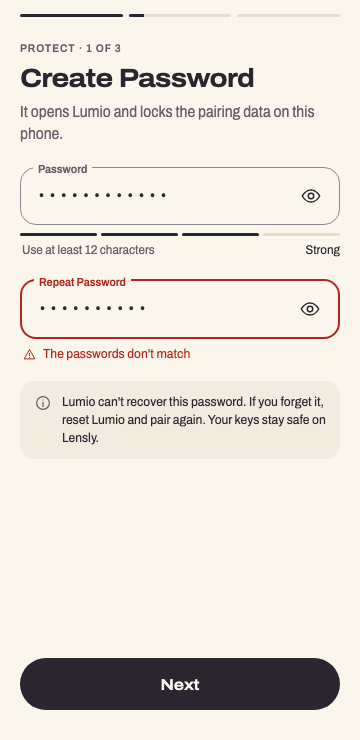 PROTECT · 1 OF 3
Create Password
It opens Lumio and locks the pairing data on this
phone.
Password
• • • • • • • • • • • •
Use at least 12 characters
Strong
Repeat Password
• • • • • • • • • •
The passwords don't match
Lumio can't recover this password. If you forget it,
reset Lumio and pair again. Your keys stay safe on
Lensly.
Next